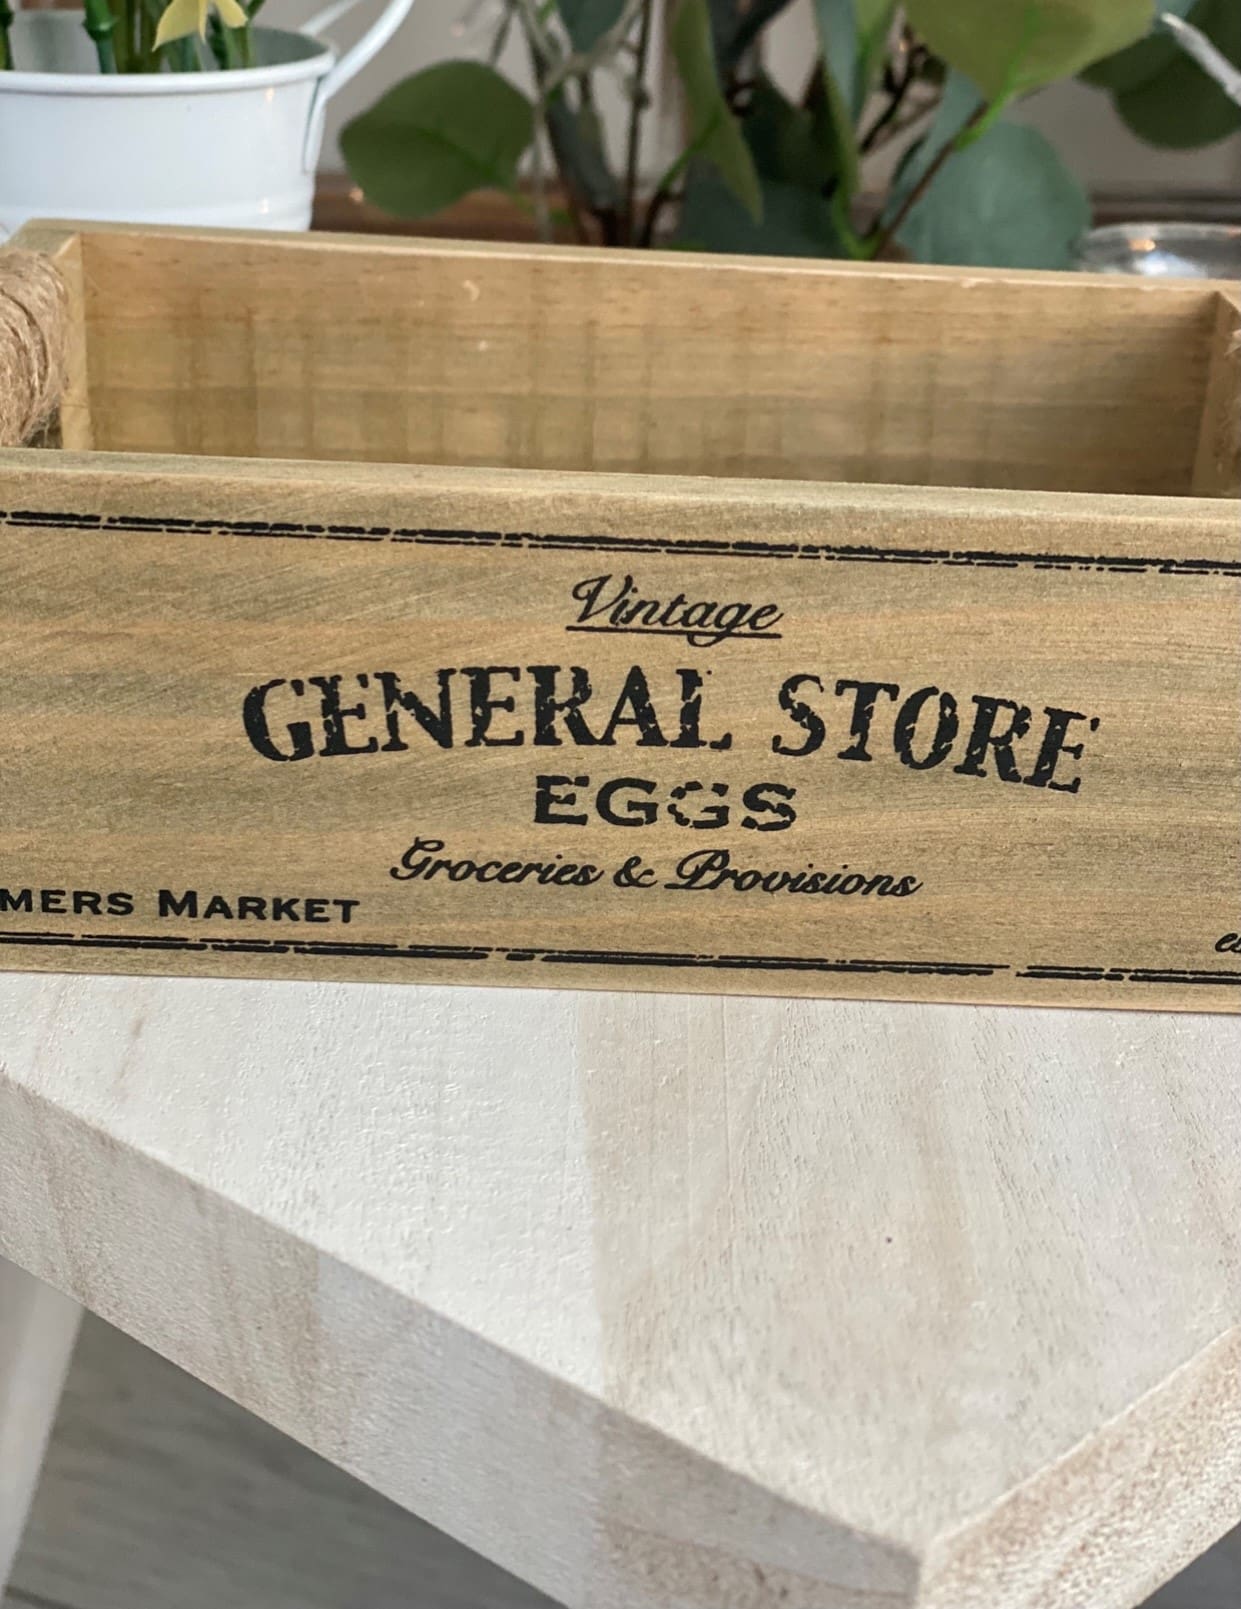 Vintage
GENERAL STORE
EGGS
Groceries & Provisions
MERS MARKET